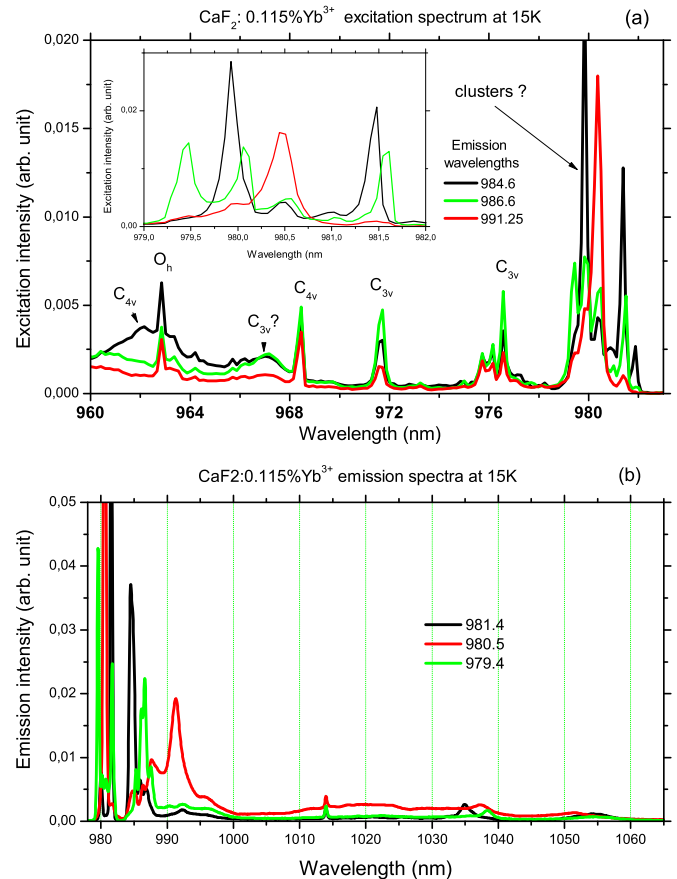 CaF₂: 0.115%Yb³⁺ excitation spectrum at 15K
(a)
Excitation intensity (arb. unit)
0,020
0,015
0,010
0,005
0,000
960 964 968 972 976 980
Wavelength (nm)
Excitation intensity (arb. unit)
0,02
0,00
979,0 979,5 980,0 980,5 981,0 981,5 982,0
Wavelength (nm
clusters ?
Emission
wavelengths
984.6
986.6
991.25
C₄ᵥ
Oₕ
C₃ᵥ?
C₄ᵥ
C₃ᵥ
C₃ᵥ
CaF2:0.115%Yb³⁺ emission spectra at 15K
(b)
Emission intensity (arb. unit)
0,05
0,04
0,03
0,02
0,01
0,00
980 990 1000 1010 1020 1030 1040 1050 1060
Wavelength (nm)
981.4
980.5
979.4